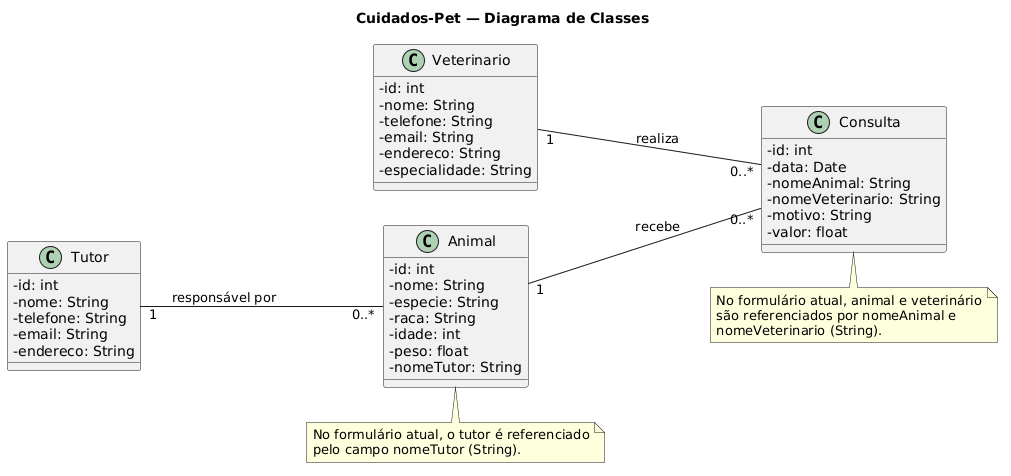 Cuidados-Pet — Diagrama de Classes
C Veterinario
-id: int
-nome: String
-telefone: String
-email: String
-endereco: String
-especialidade: String
1
realiza
0..*
C Consulta
-id: int
-data: Date
-nomeAnimal: String
-nomeVeterinario: String
-motivo: String
-valor: float
C Tutor
-id: int
-nome: String
-telefone: String
-email: String
-endereco: String
1
responsável por
0..*
C Animal
-id: int
-nome: String
-especie: String
-raca: String
-idade: int
-peso: float
-nomeTutor: String
1
recebe
0..*
No formulário atual, animal e veterinário
são referenciados por nomeAnimal e
nomeVeterinario (String).
No formulário atual, o tutor é referenciado
pelo campo nomeTutor (String).